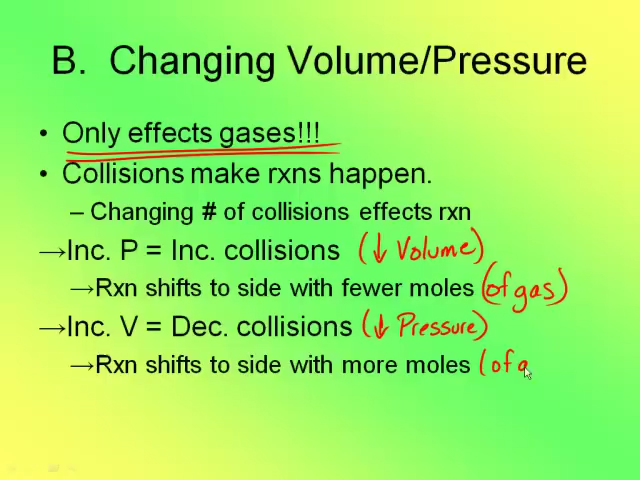 B. Changing Volume/Pressure
• Only effects gases!!!
• Collisions make rxns happen.
– Changing # of collisions effects rxn
→Inc. P = Inc. collisions (↓ Volume)
→Rxn shifts to side with fewer moles (of gas)
→Inc. V = Dec. collisions (↓ Pressure)
→Rxn shifts to side with more moles (of g